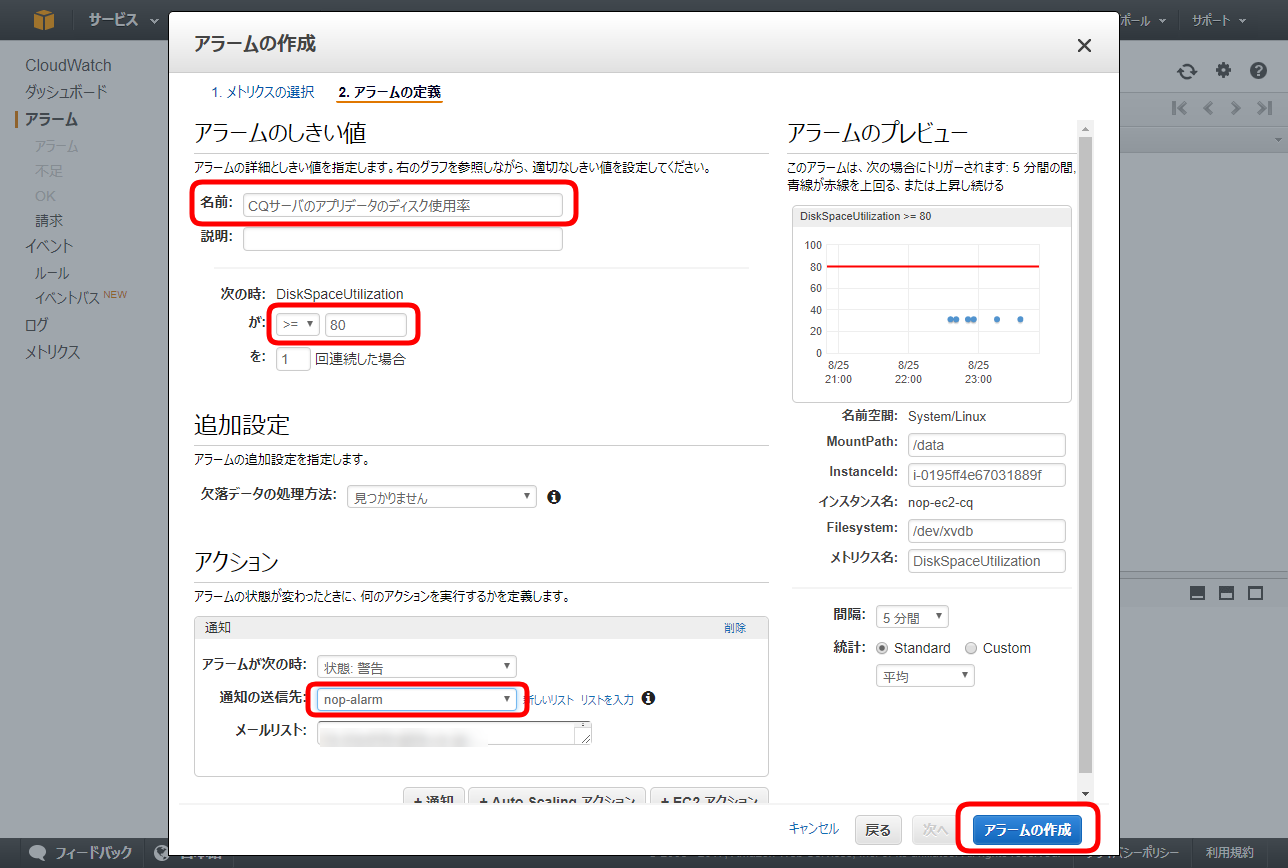 サービス
ポール
サポート
CloudWatch
ダッシュボード
アラーム
アラーム
不足
OK
請求
イベント
ルール
イベントバス NEW
ログ
メトリクス
アラームの作成
1. メトリクスの選択
2. アラームの定義
アラームのしきい値
アラームの詳細としきい値を指定します。右のグラフを参照しながら、適切なしきい値を設定してください。
名前: CQサーバのアプリデータのディスク使用率
説明:
次の時: DiskSpaceUtilization
が: >= 80
を: 1 回連続した場合
追加設定
アラームの追加設定を指定します。
欠落データの処理方法: 見つかりません
アクション
アラームの状態が変わったときに、何のアクションを実行するかを定義します。
通知 削除
アラームが次の時: 状態: 警告
通知の送信先: nop-alarm 新しいリスト リストを入力
メールリスト:
+ 通知 + Auto Scaling アクション + EC2 アクション
アラームのプレビュー
このアラームは、次の場合にトリガーされます: 5 分間の間,
青線が赤線を上回る、または上昇し続ける
DiskSpaceUtilization >= 80
100
80
60
40
20
0
8/25 8/25 8/25
21:00 22:00 23:00
名前空間: System/Linux
MountPath: /data
InstanceId: i-0195ff4e67031889f
インスタンス名: nop-ec2-cq
Filesystem: /dev/xvdb
メトリクス名: DiskSpaceUtilization
間隔: 5 分間
統計: Standard Custom
平均
キャンセル 戻る 次へ アラームの作成
フィードバック
利用規約